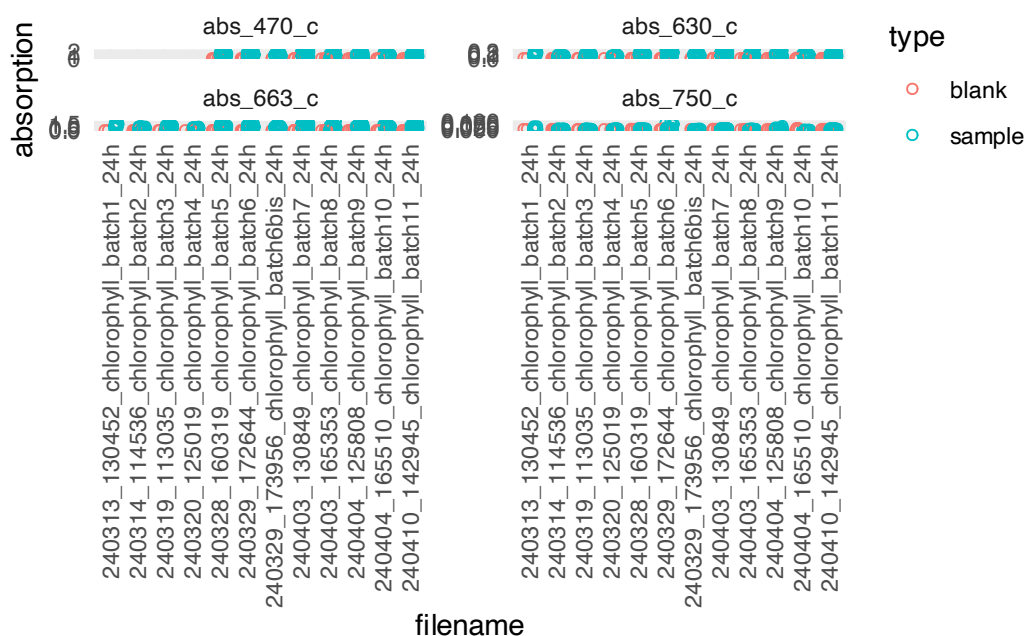 abs_470_c
abs_630_c
abs_663_c
abs_750_c
absorption
240313_130452_chlorophyll_batch1_24h
240314_114536_chlorophyll_batch2_24h
240319_113035_chlorophyll_batch3_24h
240320_125019_chlorophyll_batch4_24h
240328_160319_chlorophyll_batch5_24h
240329_172644_chlorophyll_batch6_24h
240329_173956_chlorophyll_batch6bis_24h
240403_130849_chlorophyll_batch7_24h
240403_165353_chlorophyll_batch8_24h
240404_125808_chlorophyll_batch9_24h
240404_165510_chlorophyll_batch10_24h
240410_142945_chlorophyll_batch11_24h
240313_130452_chlorophyll_batch1_24h
240314_114536_chlorophyll_batch2_24h
240319_113035_chlorophyll_batch3_24h
240320_125019_chlorophyll_batch4_24h
240328_160319_chlorophyll_batch5_24h
240329_172644_chlorophyll_batch6_24h
240329_173956_chlorophyll_batch6bis_24h
240403_130849_chlorophyll_batch7_24h
240403_165353_chlorophyll_batch8_24h
240404_125808_chlorophyll_batch9_24h
240404_165510_chlorophyll_batch10_24h
240410_142945_chlorophyll_batch11_24h
filename
type
blank
sample